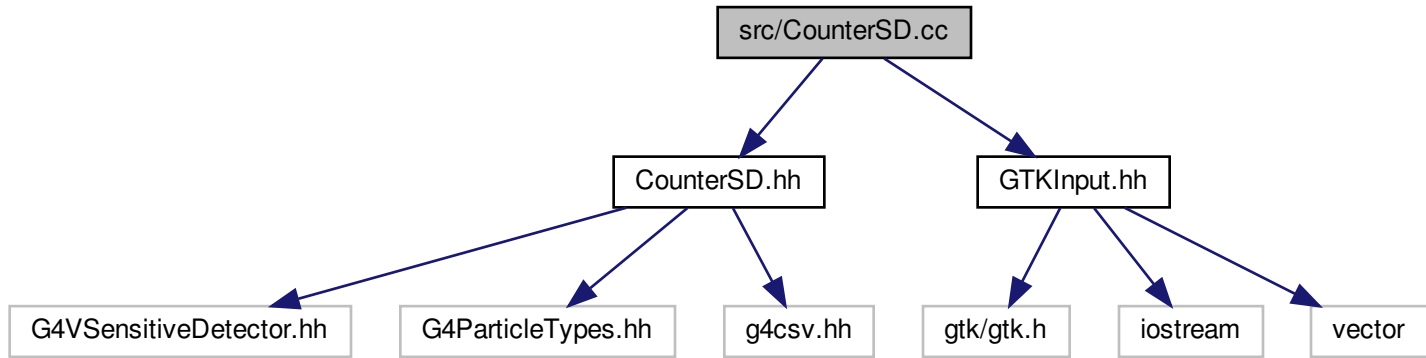 src/CounterSD.cc
CounterSD.hh
GTKInput.hh
G4VSensitiveDetector.hh
G4ParticleTypes.hh
g4csv.hh
gtk/gtk.h
iostream
vector